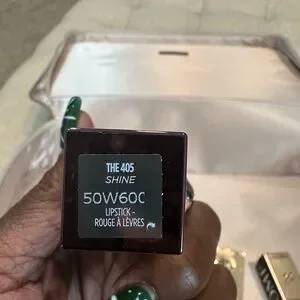 THE 405
SHINE
50W60C
LIPSTICK -
ROUGE À LÈVRES